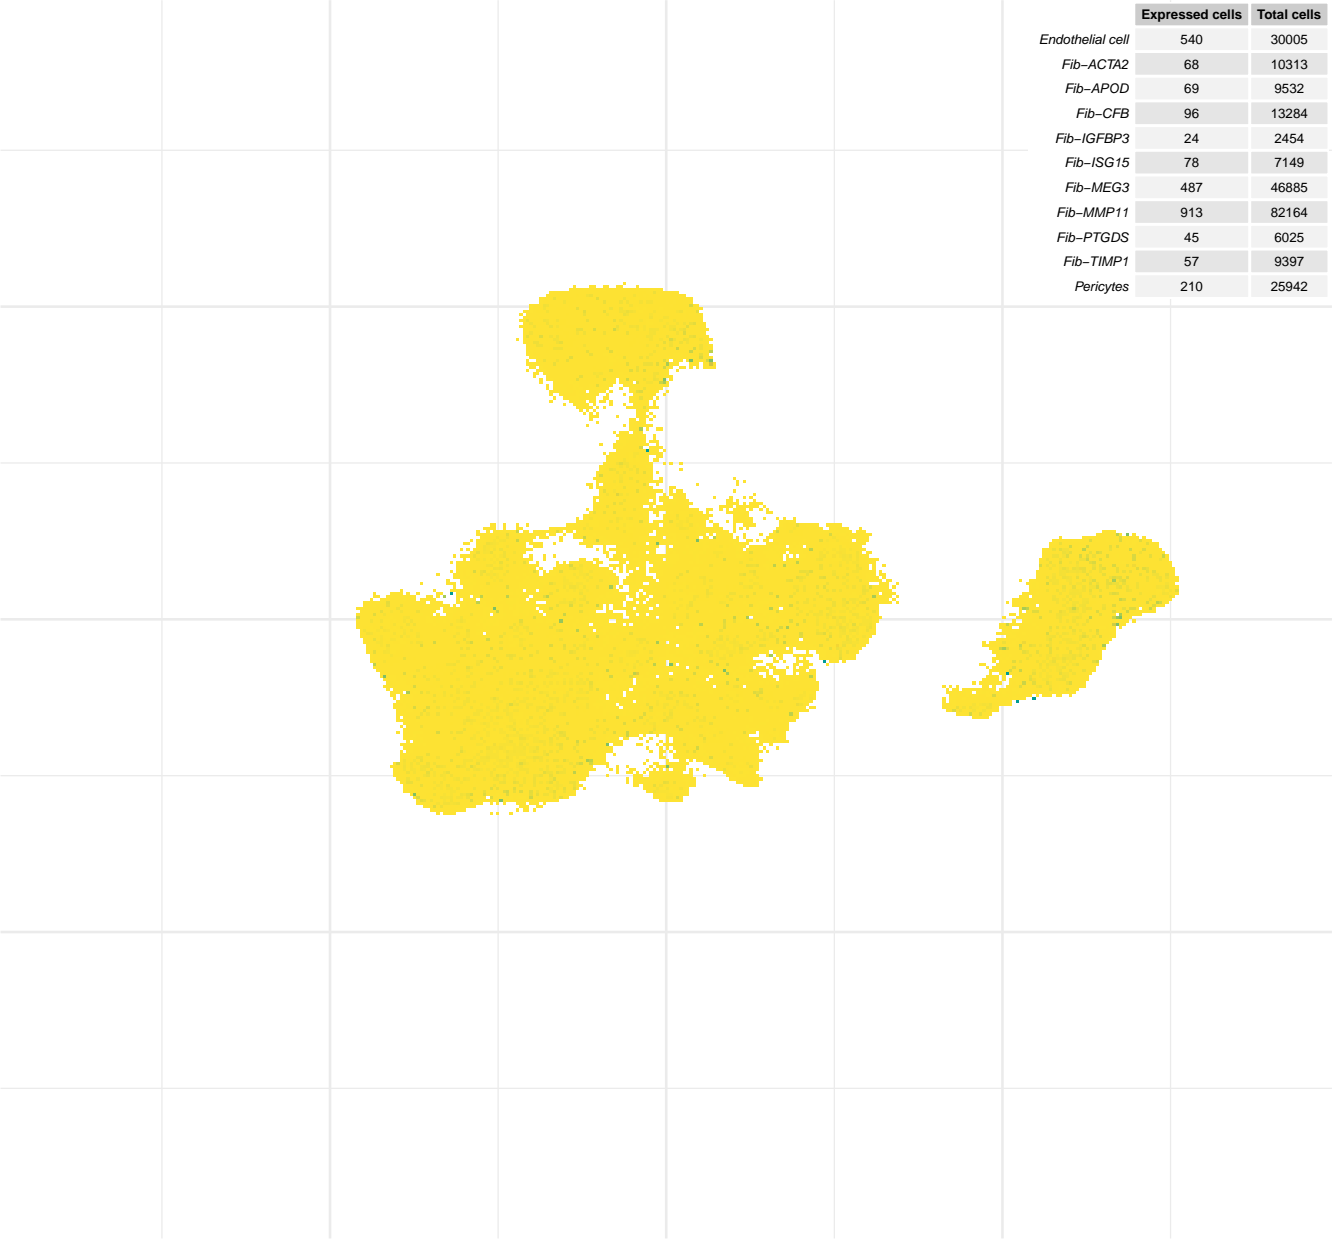 Expressed cells Total cells
Endothelial cell 540 30005
Fib−ACTA2 68 10313
Fib−APOD 69 9532
Fib−CFB 96 13284
Fib−IGFBP3 24 2454
Fib−ISG15 78 7149
Fib−MEG3 487 46885
Fib−MMP11 913 82164
Fib−PTGDS 45 6025
Fib−TIMP1 57 9397
Pericytes 210 25942